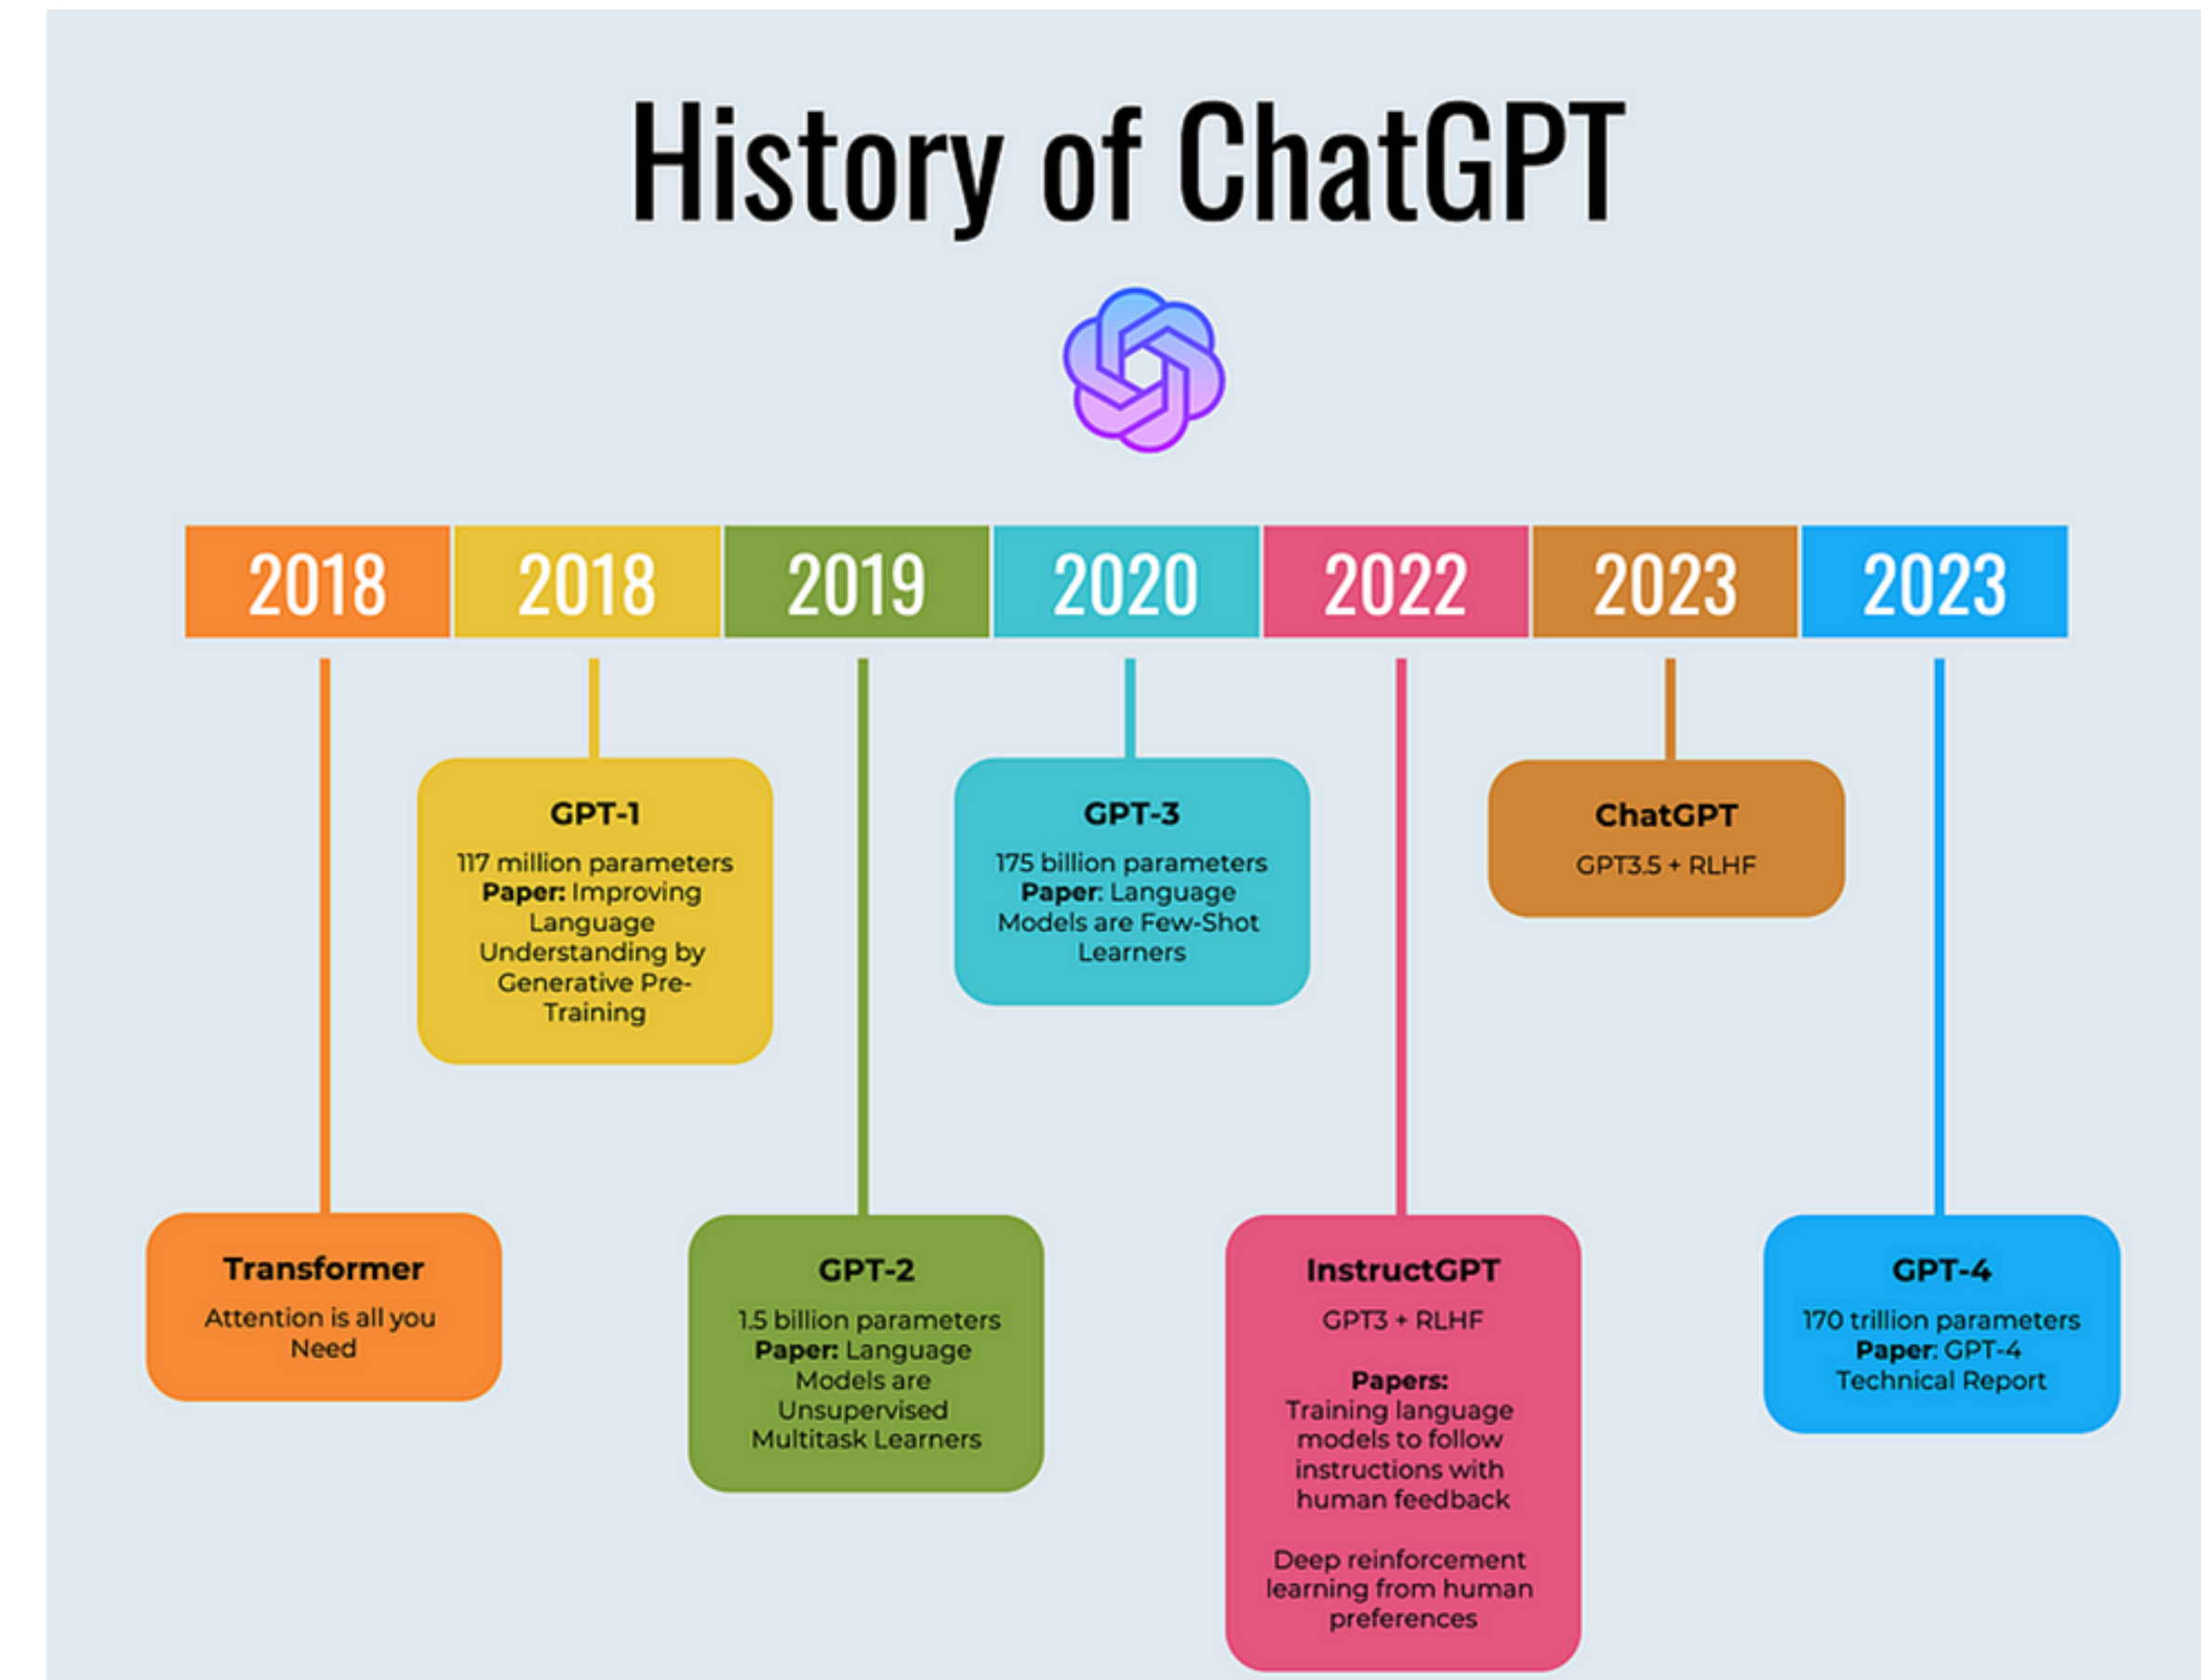 History of ChatGPT
2018
2018
2019
2020
2022
2023
2023
GPT-1
117 million parameters
Paper: Improving
Language
Understanding by
Generative Pre-
Training
GPT-3
175 billion parameters
Paper: Language
Models are Few-Shot
Learners
ChatGPT
GPT3.5 + RLHF
Transformer
Attention is all you
Need
GPT-2
1.5 billion parameters
Paper: Language
Models are
Unsupervised
Multitask Learners
InstructGPT
GPT3 + RLHF
Papers:
Training language
models to follow
instructions with
human feedback
Deep reinforcement
learning from human
preferences
GPT-4
170 trillion parameters
Paper: GPT-4
Technical Report